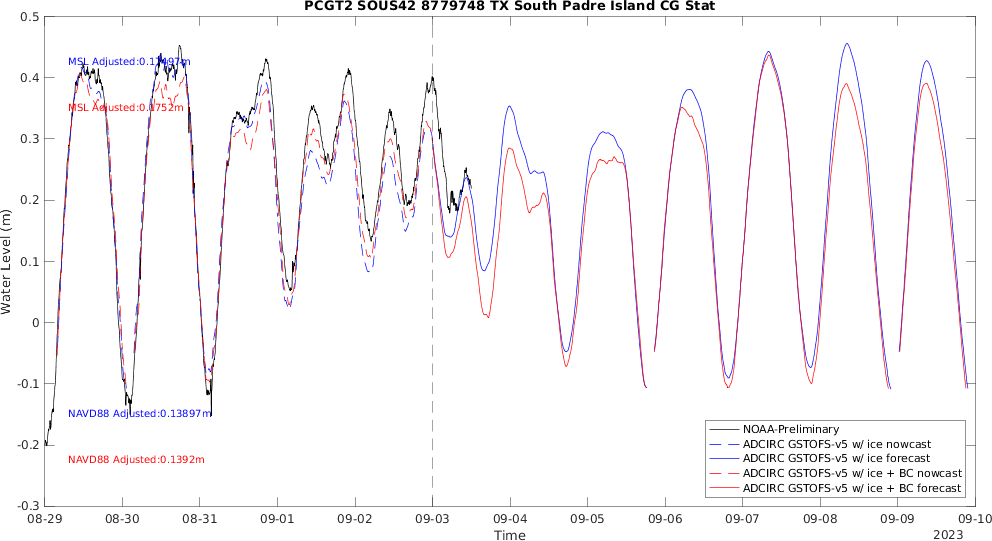 PCGT2 SOUS42 8779748 TX South Padre Island CG Stat
0.5
0.4
0.3
0.2
0.1
0
-0.1
-0.2
-0.3
Water Level (m)
MSL Adjusted:0.17497m
MSL Adjusted:0.1752m
NAVD88 Adjusted:0.13897m
NAVD88 Adjusted:0.1392m
NOAA-Preliminary
ADCIRC GSTOFS-v5 w/ ice nowcast
ADCIRC GSTOFS-v5 w/ ice forecast
ADCIRC GSTOFS-v5 w/ ice + BC nowcast
ADCIRC GSTOFS-v5 w/ ice + BC forecast
08-29 08-30 08-31 09-01 09-02 09-03 09-04 09-05 09-06 09-07 09-08 09-09 09-10
Time
2023